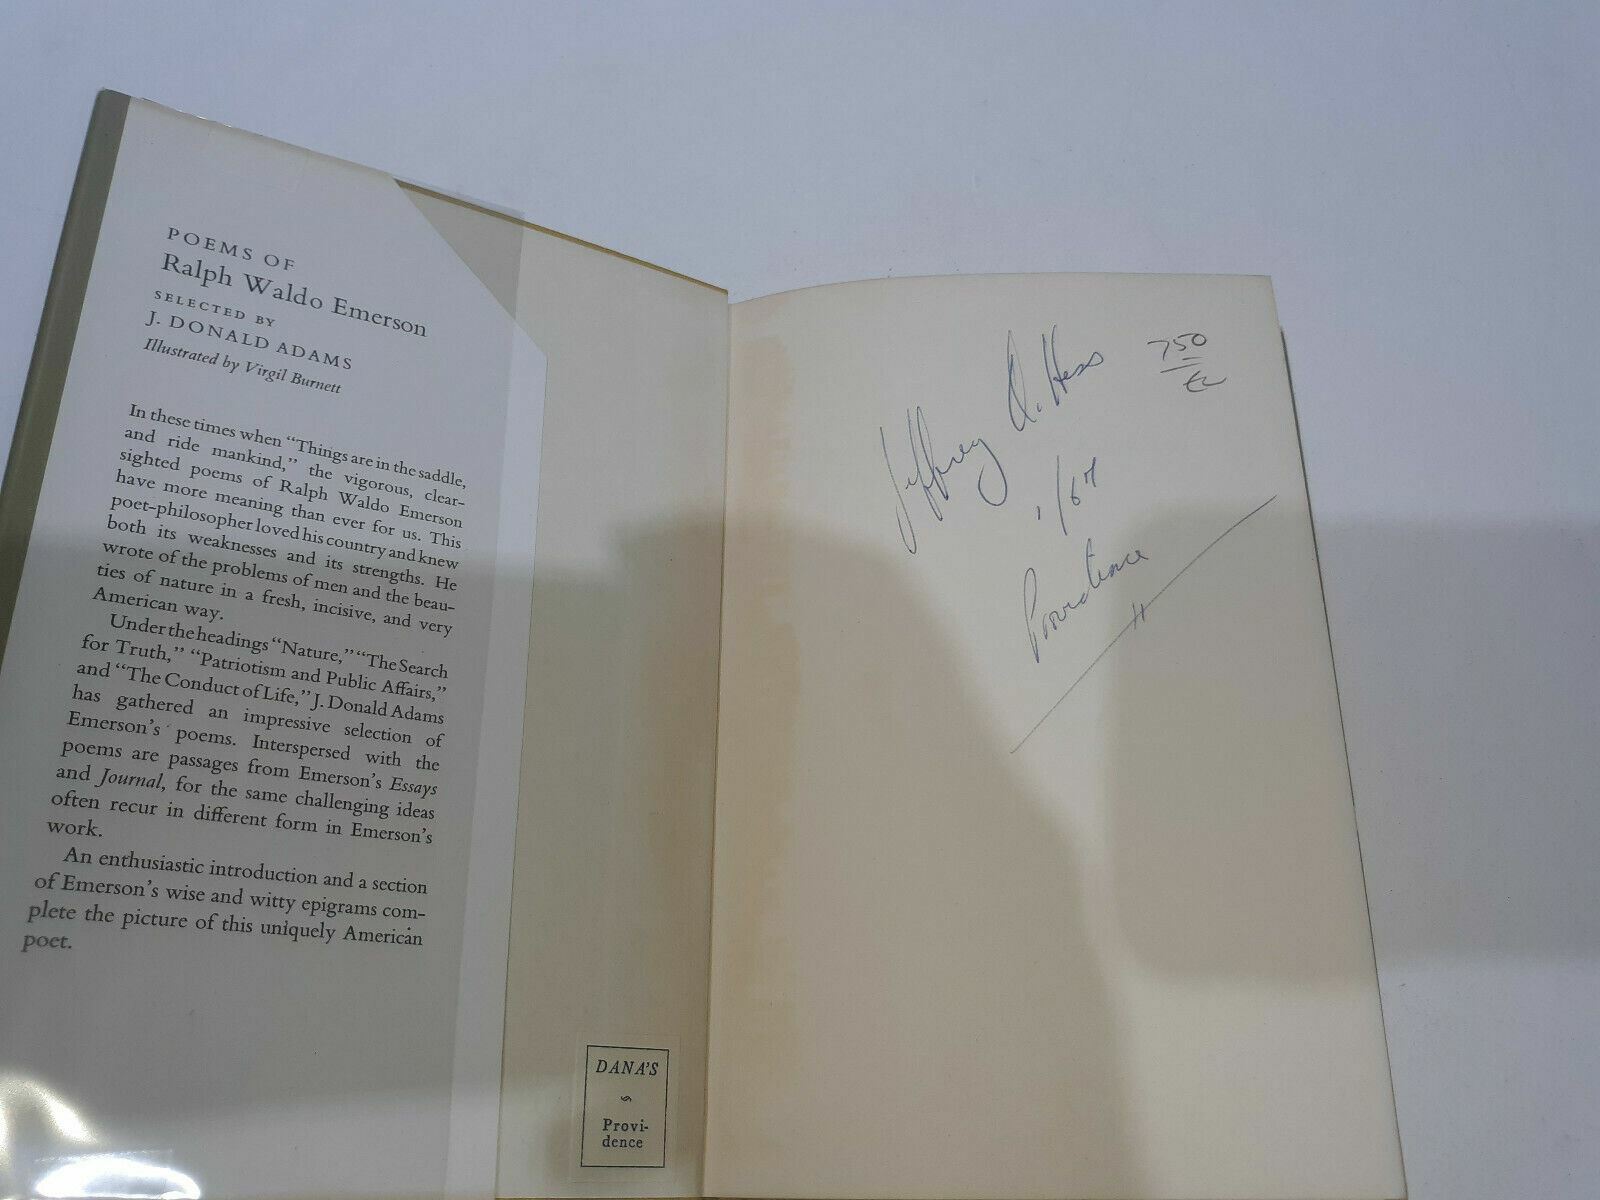 POEMS OF
Ralph Waldo Emerson
SELECTED BY
J. DONALD ADAMS
Illustrated by Virgil Burnett
In these times when “Things are in the saddle,
and ride mankind,” the vigorous, clear-
sighted poems of Ralph Waldo Emerson
have more meaning than ever for us. This
poet-philosopher loved his country and knew
both its weaknesses and its strengths. He
wrote of the problems of men and the beau-
ties of nature in a fresh, incisive, and very
American way.
Under the headings “Nature,” “The Search
for Truth,” “Patriotism and Public Affairs,”
and “The Conduct of Life,” J. Donald Adams
has gathered an impressive selection of
Emerson’s poems. Interspersed with the
poems are passages from Emerson’s Essays
and Journal, for the same challenging ideas
often recur in different form in Emerson’s
work.
An enthusiastic introduction and a section
of Emerson’s wise and witty epigrams com-
plete the picture of this uniquely American
poet.
DANA'S
Provi-
dence
Jeffrey Hess
'/67
Providence
750